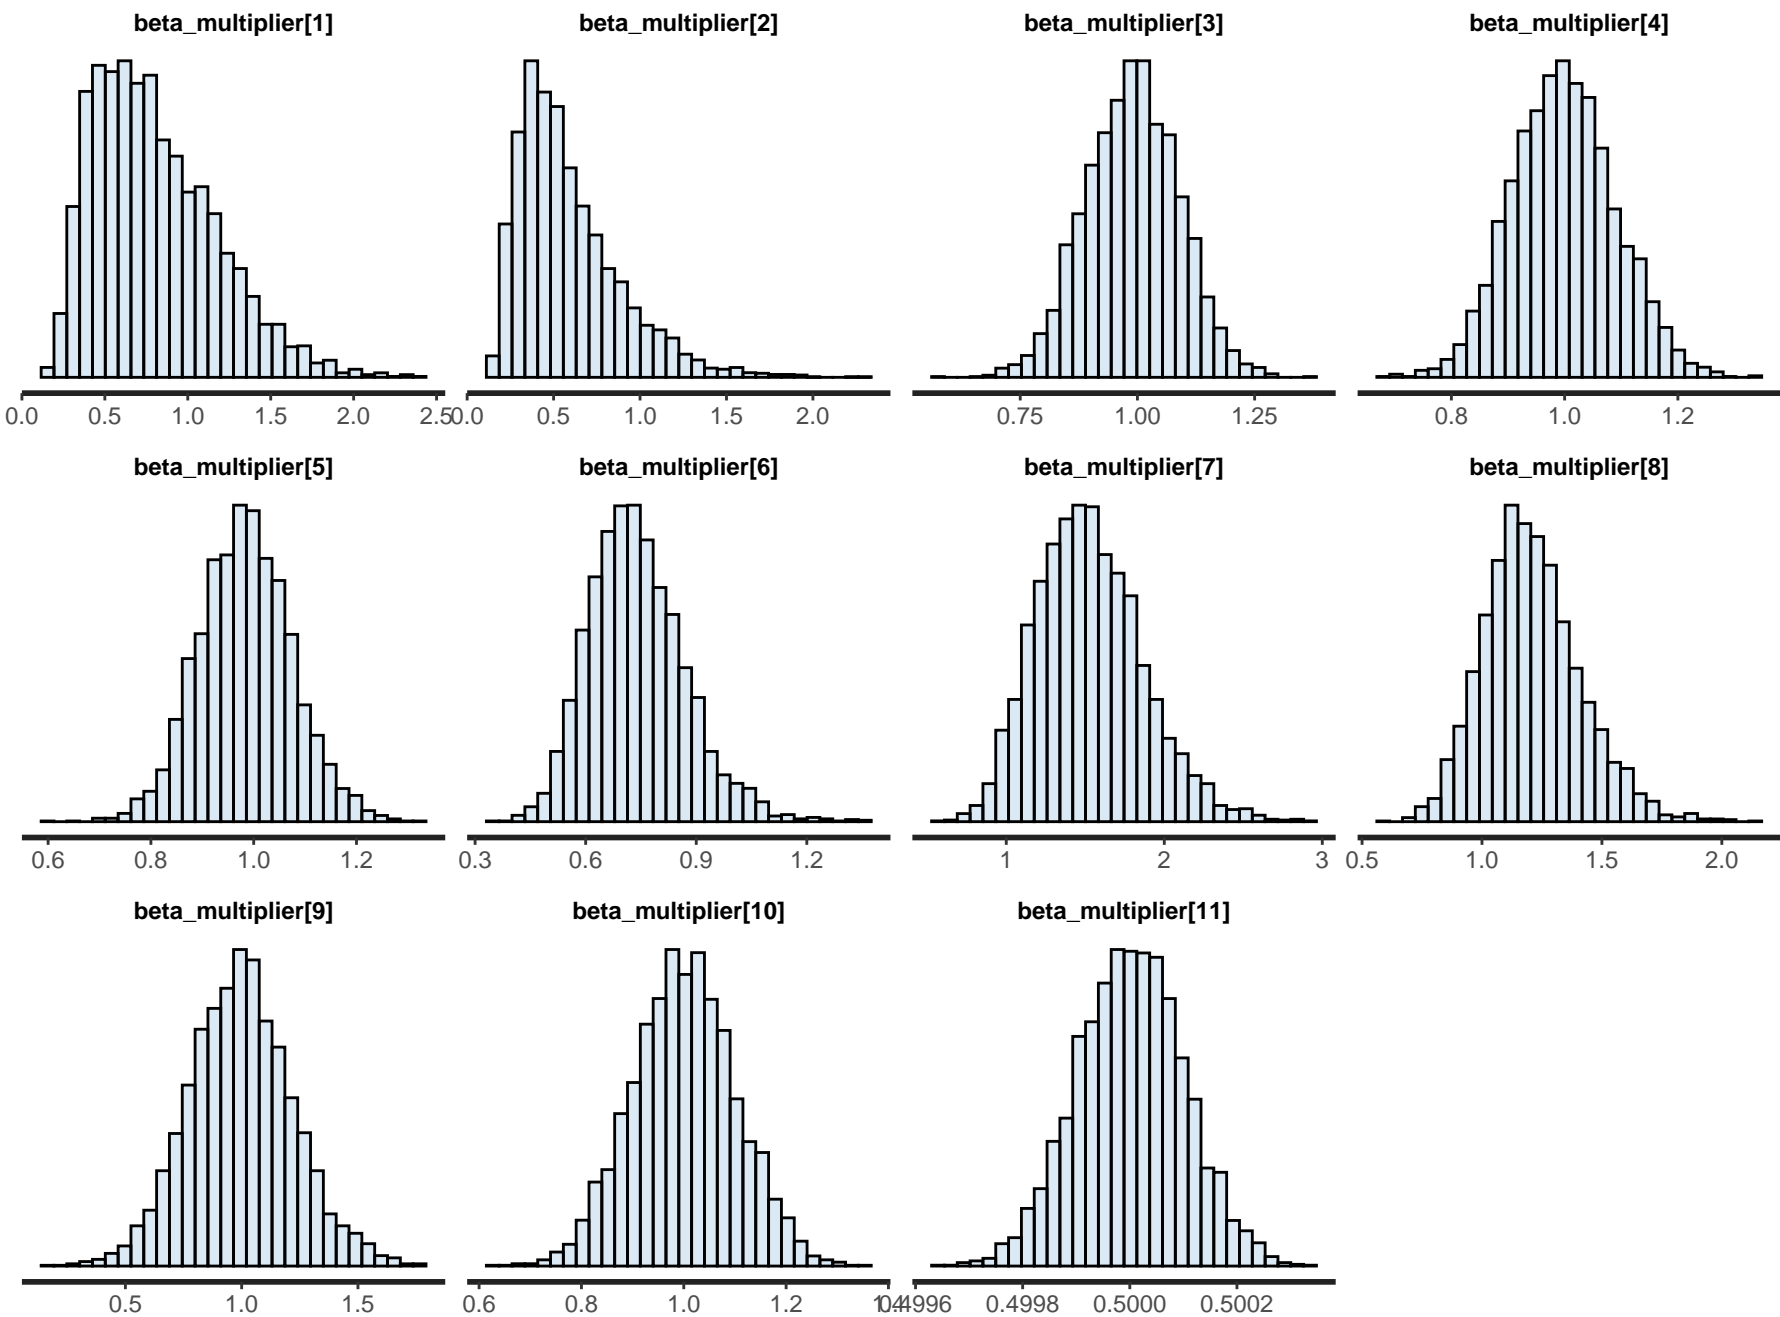 beta_multiplier[1] beta_multiplier[2] beta_multiplier[3] beta_multiplier[4]
0.0 0.5 1.0 1.5 2.0 2.5 0.0 0.5 1.0 1.5 2.0 0.75 1.00 1.25 0.8 1.0 1.2
beta_multiplier[5] beta_multiplier[6] beta_multiplier[7] beta_multiplier[8]
0.6 0.8 1.0 1.2 0.3 0.6 0.9 1.2 1 2 3 0.5 1.0 1.5 2.0
beta_multiplier[9] beta_multiplier[10] beta_multiplier[11]
0.5 1.0 1.5 0.6 0.8 1.0 1.2 1.4 0.4996 0.4998 0.5000 0.5002